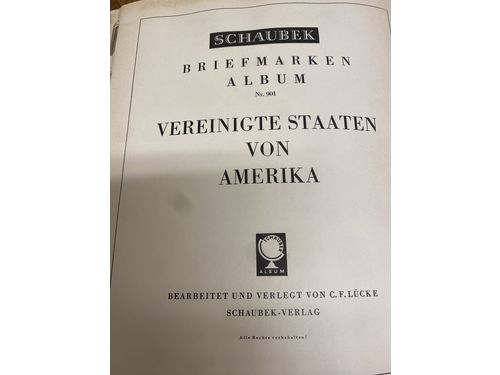 SCHAUBEK
BRIEFMARKEN
ALBUM
Nr. 901
VEREINIGTE STAATEN
VON
AMERIKA
SCHAUBEK
ALBUM
BEARBEITET UND VERLEGT VON C. F. LÜCKE
SCHAUBEK-VERLAG
Alle Rechte vorbehalten!